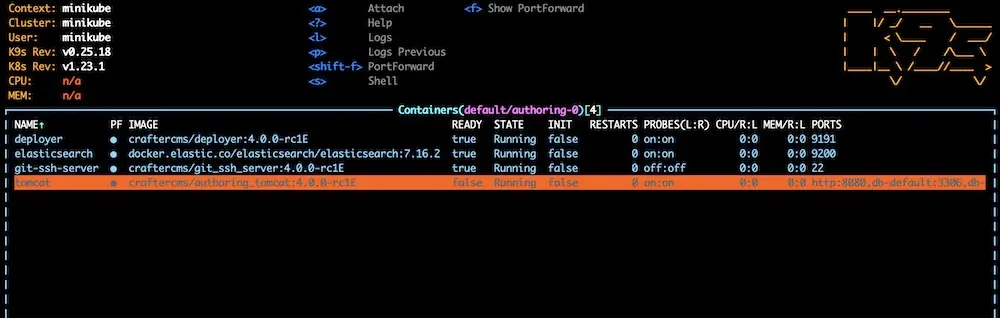 Context: minikube <a> Attach <f> Show PortForward
Cluster: minikube <?> Help
User: minikube <l> Logs
K9s Rev: v0.25.18 <p> Logs Previous
K8s Rev: v1.23.1 <shift-f> PortForward
CPU: n/a <s> Shell
MEM: n/a
K9s
Containers(default/authoring-0)[4]
NAME↑ PF IMAGE READY STATE INIT RESTARTS PROBES(L:R) CPU/R:L MEM/R:L PORTS
deployer ● craftercms/deployer:4.0.0-rc1E true Running false 0 on:on 0:0 0:0 9191
elasticsearch ● docker.elastic.co/elasticsearch/elasticsearch:7.16.2 true Running false 0 on:on 0:0 0:0 9200
git-ssh-server ● craftercms/git_ssh_server:4.0.0-rc1E true Running false 0 off:off 0:0 0:0 22
tomcat ● craftercms/authoring_tomcat:4.0.0-rc1E false Running false 0 on:on 0:0 0:0 http:8080,db-default:3306,db-